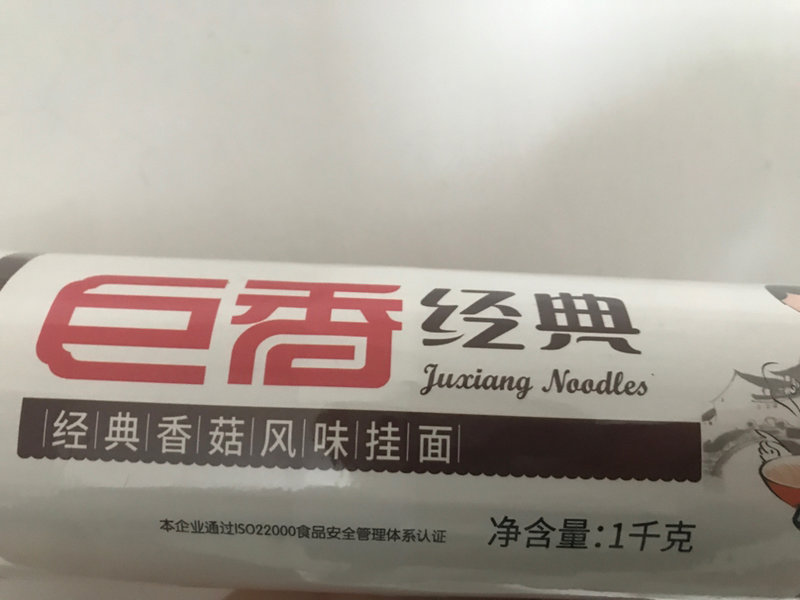 巨香 经典
Juxiang Noodles
经典香菇风味挂面
本企业通过ISO22000食品安全管理体系认证
净含量:1千克